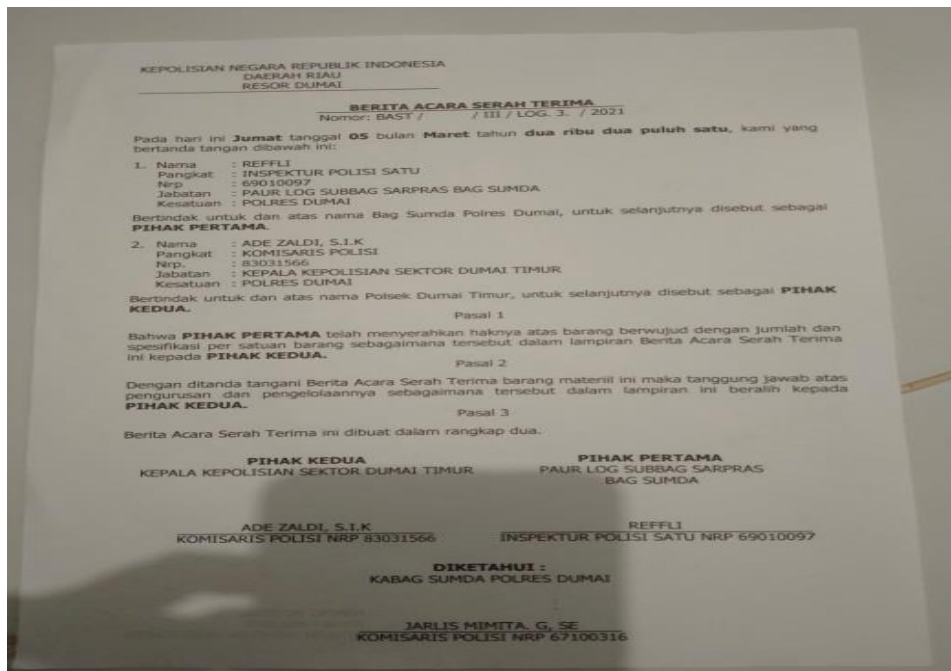 KEPOLISIAN NEGARA REPUBLIK INDONESIA
DAERAH RIAU
RESOR DUMAI
BERITA ACARA SERAH TERIMA
Nomor: BAST / / III / LOG. 3. / 2021
Pada hari ini Jumat tanggal 05 bulan Maret tahun dua ribu dua puluh satu, kami yang
bertanda tangan dibawah ini:
1. Nama : REFFLI
Pangkat : INSPEKTUR POLISI SATU
Nrp : 69010097
Jabatan : PAUR LOG SUBBAG SARPRAS BAG SUMDA
Kesatuan : POLRES DUMAI
Bertindak untuk dan atas nama Bag Sumda Polres Dumai, untuk selanjutnya disebut sebagai
PIHAK PERTAMA.
2. Nama : ADE ZALDI, S.I.K
Pangkat : KOMISARIS POLISI
Nrp. : 83031566
Jabatan : KEPALA KEPOLISIAN SEKTOR DUMAI TIMUR
Kesatuan : POLRES DUMAI
Bertindak untuk dan atas nama Polsek Dumai Timur, untuk selanjutnya disebut sebagai PIHAK
KEDUA.
Pasal 1
Bahwa PIHAK PERTAMA telah menyerahkan haknya atas barang berwujud dengan jumlah dan
spesifikasi per satuan barang sebagaimana tersebut dalam lampiran Berita Acara Serah Terima
ini kepada PIHAK KEDUA.
Pasal 2
Dengan ditanda tangani Berita Acara Serah Terima barang materiil ini maka tanggung jawab atas
pengurusan dan pengelolaannya sebagaimana tersebut dalam lampiran ini beralih kepada
PIHAK KEDUA.
Pasal 3
Berita Acara Serah Terima ini dibuat dalam rangkap dua.
PIHAK KEDUA
KEPALA KEPOLISIAN SEKTOR DUMAI TIMUR
ADE ZALDI, S.I.K
KOMISARIS POLISI NRP 83031566
PIHAK PERTAMA
PAUR LOG SUBBAG SARPRAS
BAG SUMDA
REFFLI
INSPEKTUR POLISI SATU NRP 69010097
DIKETAHUI :
KABAG SUMDA POLRES DUMAI
JARLIS MIMITA. G, SE
KOMISARIS POLISI NRP 67100316